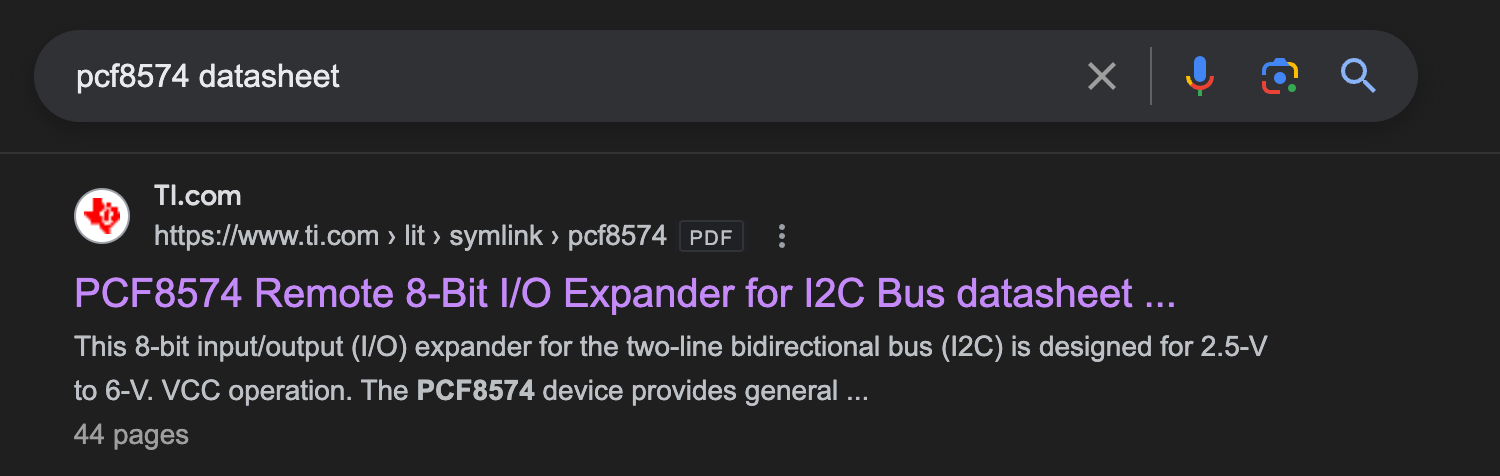 pcf8574 datasheet
TI.com
https://www.ti.com › lit › symlink › pcf8574 PDF
PCF8574 Remote 8-Bit I/O Expander for I2C Bus datasheet ...
This 8-bit input/output (I/O) expander for the two-line bidirectional bus (I2C) is designed for 2.5-V
to 6-V. VCC operation. The PCF8574 device provides general ...
44 pages